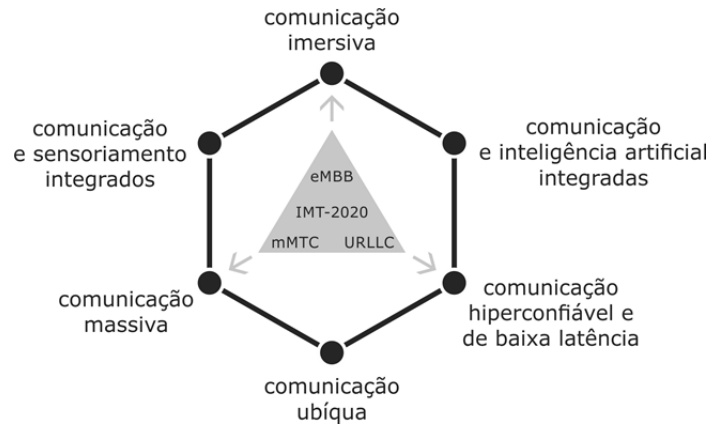 comunicação
imersiva
comunicação
e sensoriamento
integrados
comunicação
e inteligência artificial
integradas
eMBB
IMT-2020
mMTC URLLC
comunicação
massiva
comunicação
hiperconfiável e
de baixa latência
comunicação
ubíqua